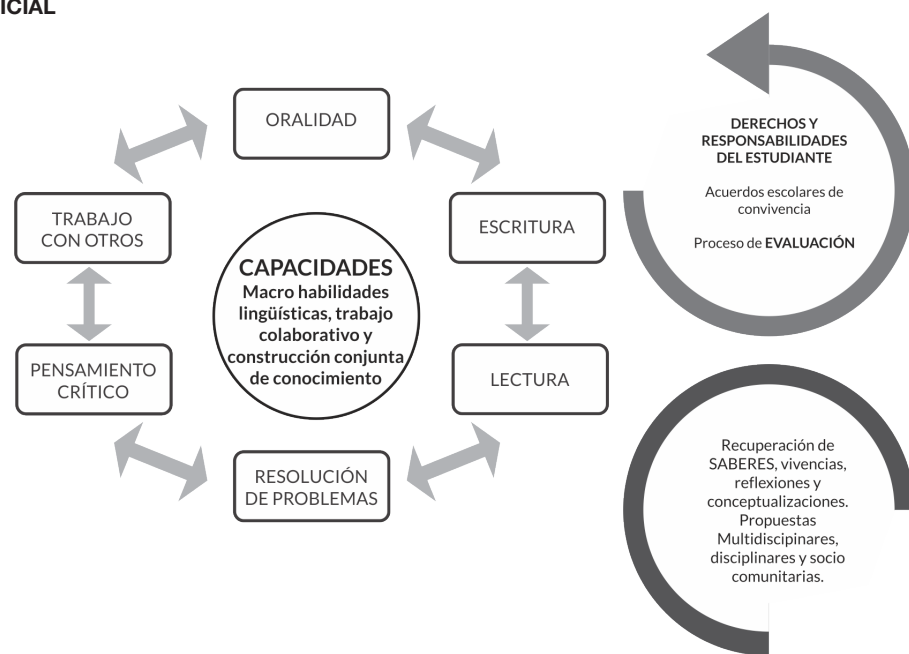 ICIAL
ORALIDAD
TRABAJO
CON OTROS
ESCRITURA
CAPACIDADES
Macro habilidades
lingüísticas, trabajo
colaborativo y
construcción conjunta
de conocimiento
PENSAMIENTO
CRÍTICO
LECTURA
RESOLUCIÓN
DE PROBLEMAS
DERECHOS Y
RESPONSABILIDADES
DEL ESTUDIANTE
Acuerdos escolares de
convivencia
Proceso de EVALUACIÓN
Recuperación de
SABERES, vivencias,
reflexiones y
conceptualizaciones.
Propuestas
Multidiscipinares,
disciplinares y socio
comunitarias.